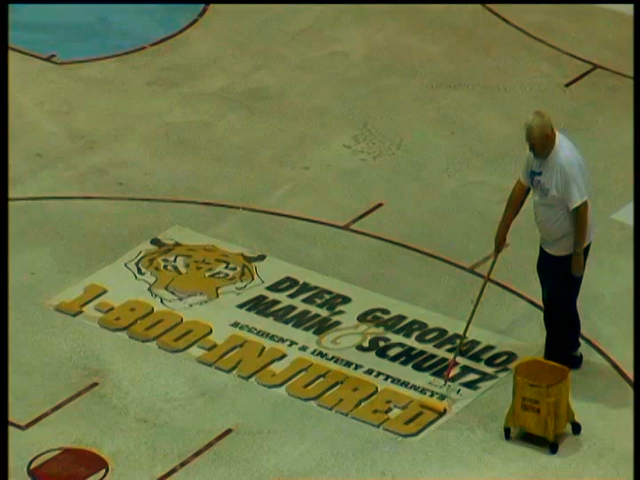 DYER, GAROFALO,
MANN & SCHULTZ
ACCIDENT & INJURY ATTORNEYS
1-800-INJURED